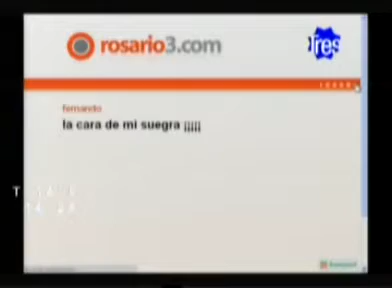 rosario3.com
Tres
fernando
la cara de mi suegra ¡¡¡¡¡